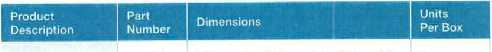 Product Description
Part Number
Dimensions
Units Per Box